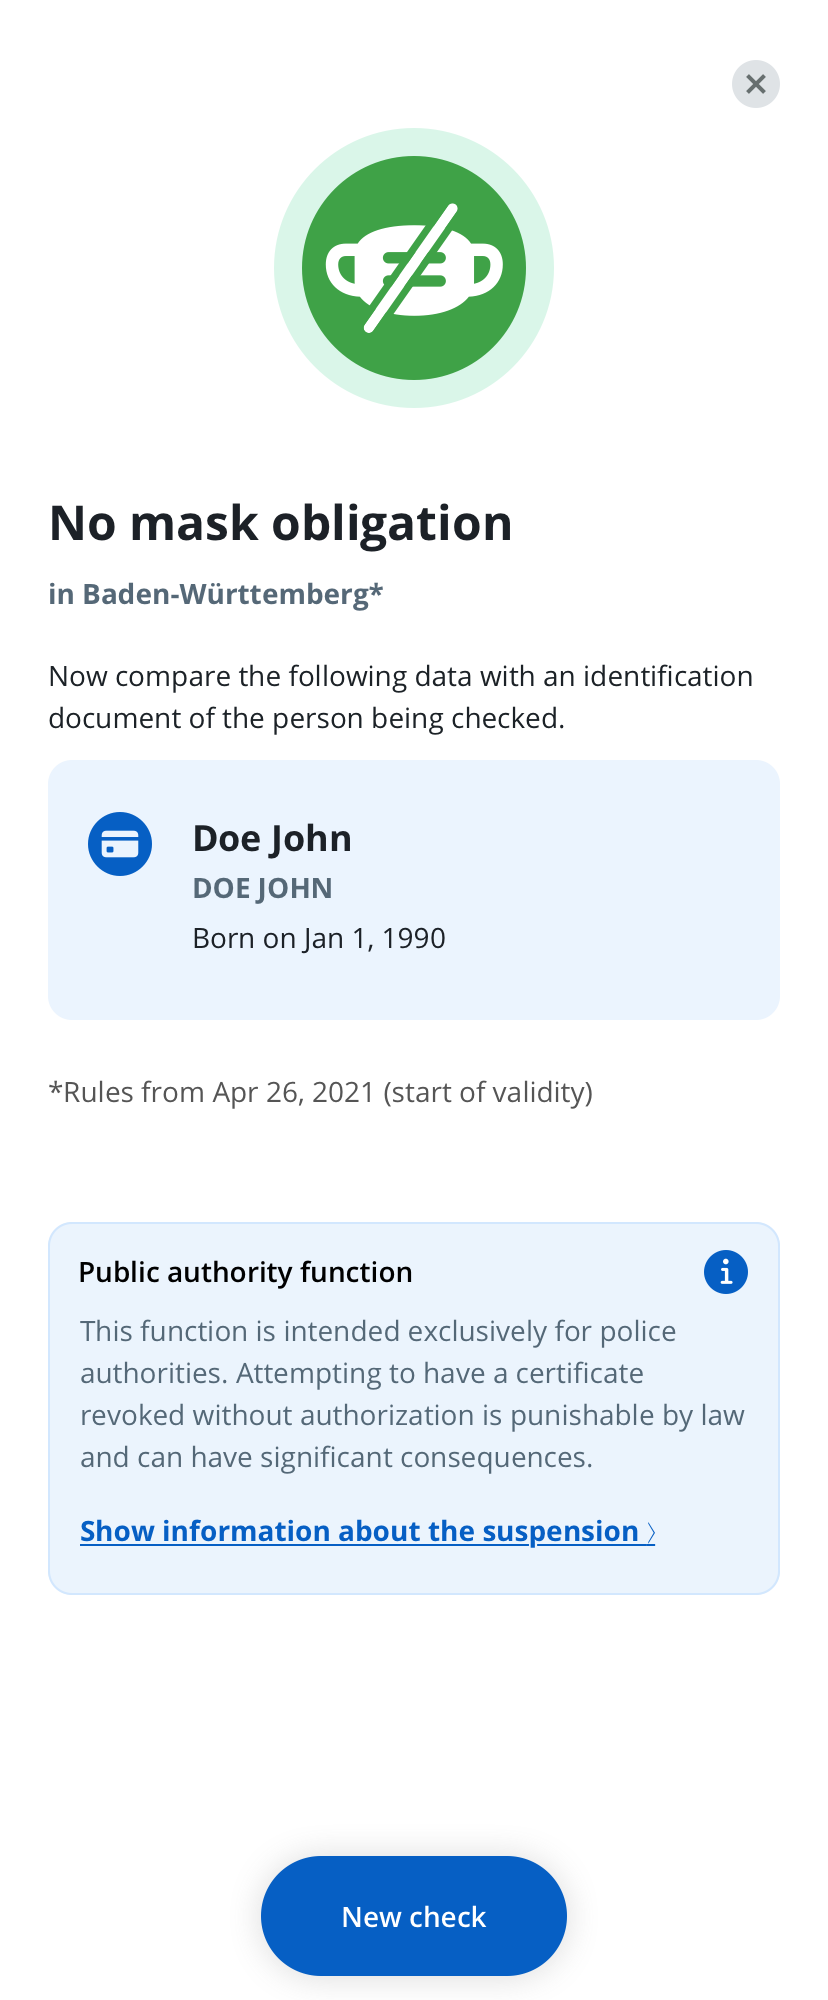 No mask obligation
in Baden-Württemberg*
Now compare the following data with an identification
document of the person being checked.
Doe John
DOE JOHN
Born on Jan 1, 1990
*Rules from Apr 26, 2021 (start of validity)
Public authority function
This function is intended exclusively for police
authorities. Attempting to have a certificate
revoked without authorization is punishable by law
and can have significant consequences.
Show information about the suspension 〉
New check